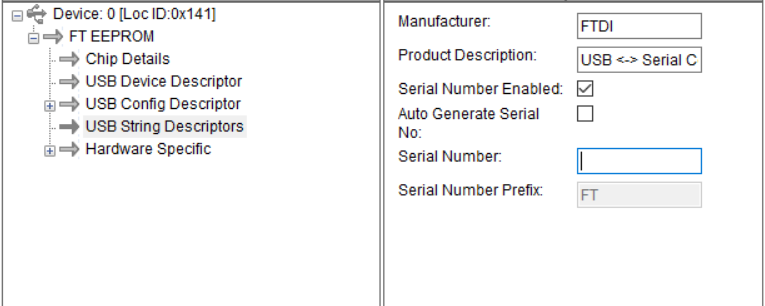 Device: 0 [Loc ID:0x141]
FT EEPROM
Chip Details
USB Device Descriptor
USB Config Descriptor
USB String Descriptors
Hardware Specific
Manufacturer:
FTDI
Product Description:
USB <-> Serial C
Serial Number Enabled:
Auto Generate Serial
No:
Serial Number:
Serial Number Prefix:
FT